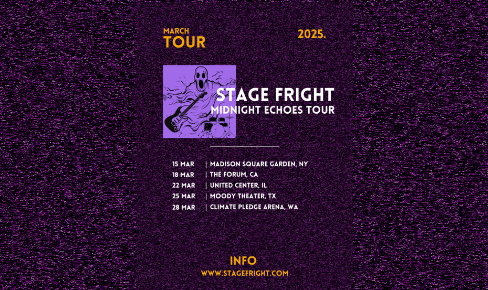 MARCH
TOUR
2025.
STAGE FRIGHT
MIDNIGHT ECHOES TOUR
15 MAR | MADISON SQUARE GARDEN, NY
18 MAR | THE FORUM, CA
22 MAR | UNITED CENTER, IL
25 MAR | MOODY THEATER, TX
28 MAR | CLIMATE PLEDGE ARENA, WA
INFO
WWW.STAGEFRIGHT.COM